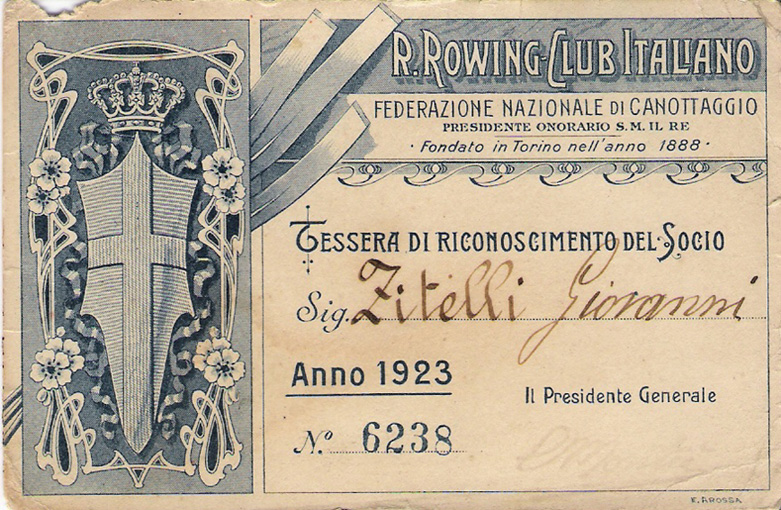 R. ROWING-CLUB ITALIANO
FEDERAZIONE NAZIONALE DI CANOTTAGGIO
PRESIDENTE ONORARIO S.M. IL RE
· Fondato in Torino nell'anno 1888 ·
TESSERA DI RICONOSCIMENTO DEL SOCIO
Sig. Zitelli Giovanni
Anno 1923
Il Presidente Generale
N.º 6238
E. AROSSA